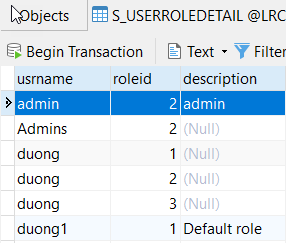 Objects S_USERROLEDETAIL @LRC
Begin Transaction Text Filter
usrname roleid description
admin 2 admin
Admins 2 (Null)
duong 1 (Null)
duong 2 (Null)
duong 3 (Null)
duong1 1 Default role